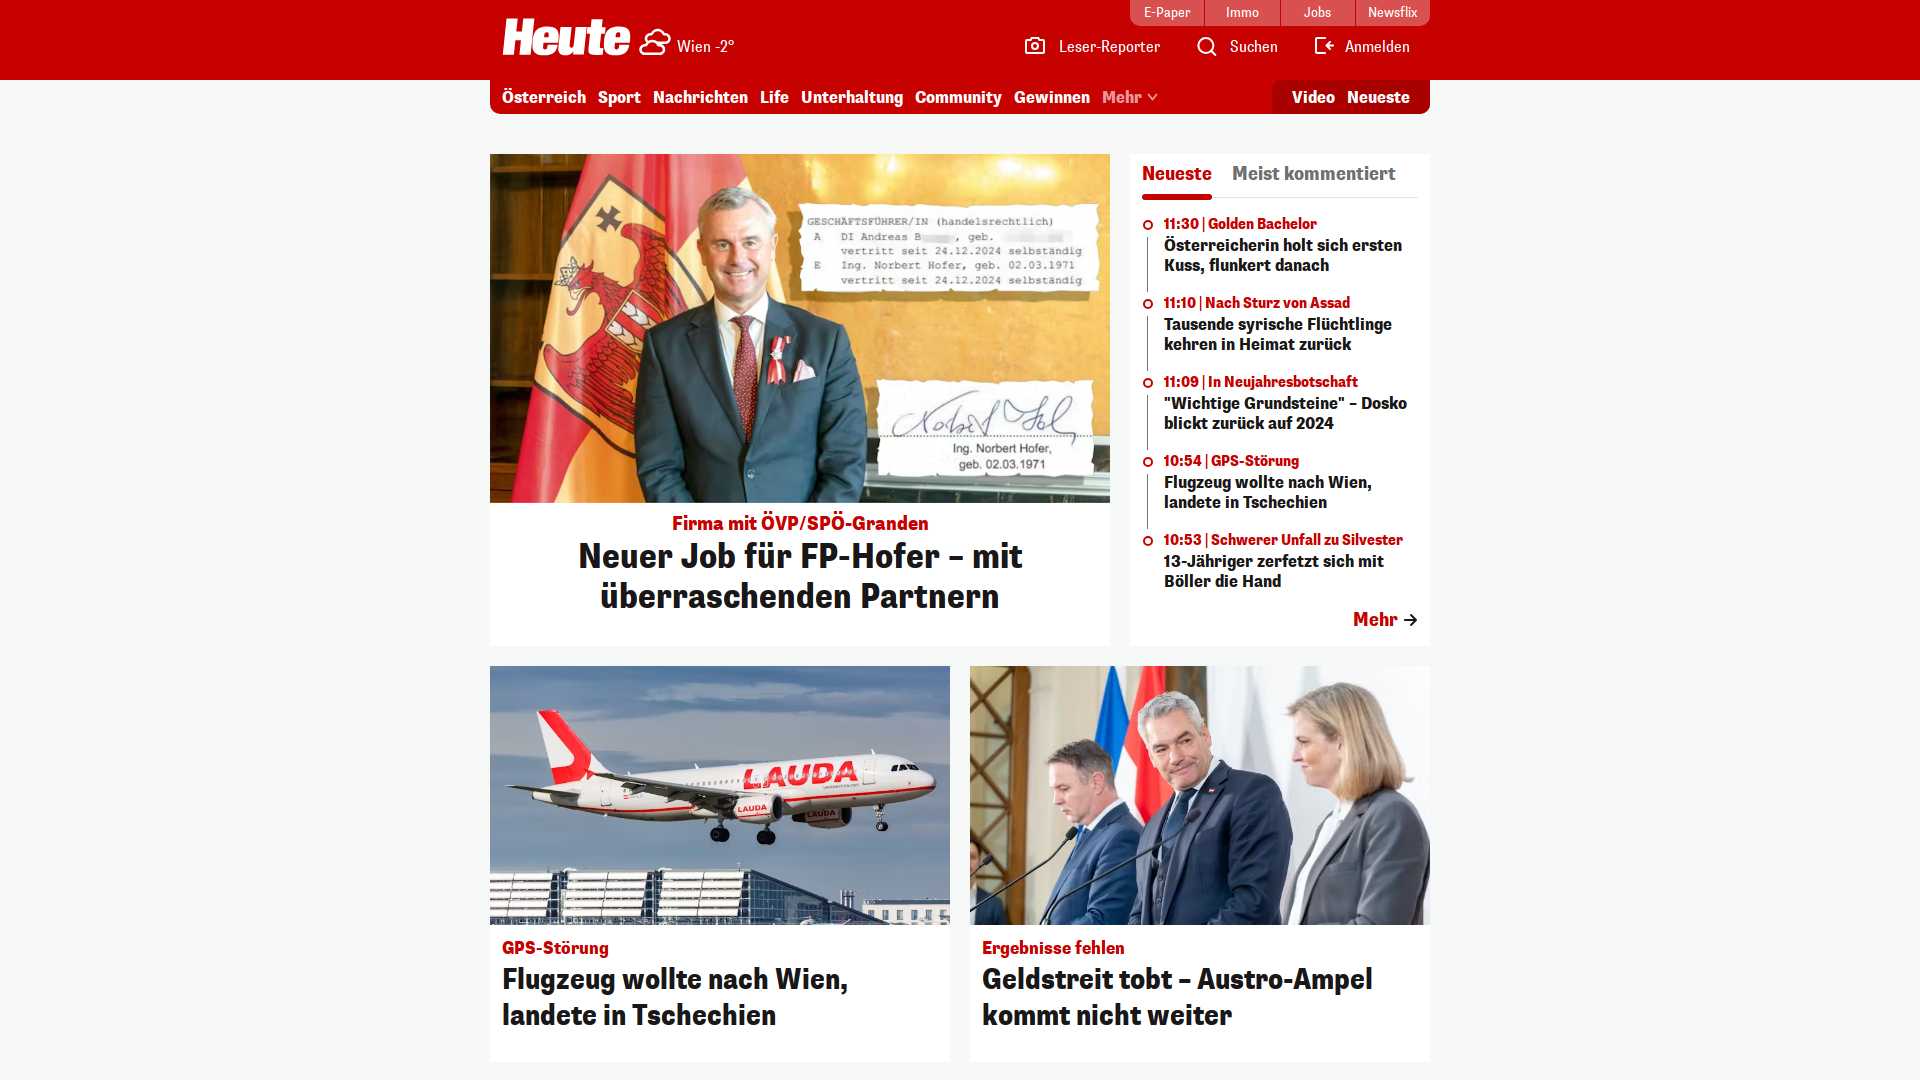 E-Paper
Immo
Jobs
Newsflix
Heute
Wien -2°
Leser-Reporter
Suchen
Anmelden
Österreich
Sport
Nachrichten
Life
Unterhaltung
Community
Gewinnen
Mehr
Video
Neueste
GESCHÄFTSFÜHRER/IN (handelsrechtlich)
A DI Andreas B , geb.
vertritt seit 24.12.2024 selbständig
E Ing. Norbert Hofer, geb. 02.03.1971
vertritt seit 24.12.2024 selbständig
Ing. Norbert Hofer,
geb. 02.03.1971
Firma mit ÖVP/SPÖ-Granden
Neuer Job für FP-Hofer – mit
überraschenden Partnern
Neueste
Meist kommentiert
11:30 | Golden Bachelor
Österreicherin holt sich ersten
Kuss, flunkert danach
11:10 | Nach Sturz von Assad
Tausende syrische Flüchtlinge
kehren in Heimat zurück
11:09 | In Neujahresbotschaft
"Wichtige Grundsteine" – Dosko
blickt zurück auf 2024
10:54 | GPS-Störung
Flugzeug wollte nach Wien,
landete in Tschechien
10:53 | Schwerer Unfall zu Silvester
13-Jähriger zerfetzt sich mit
Böller die Hand
Mehr
LAUDA
LAUDA
LAUDA
GPS-Störung
Flugzeug wollte nach Wien,
landete in Tschechien
Ergebnisse fehlen
Geldstreit tobt – Austro-Ampel
kommt nicht weiter